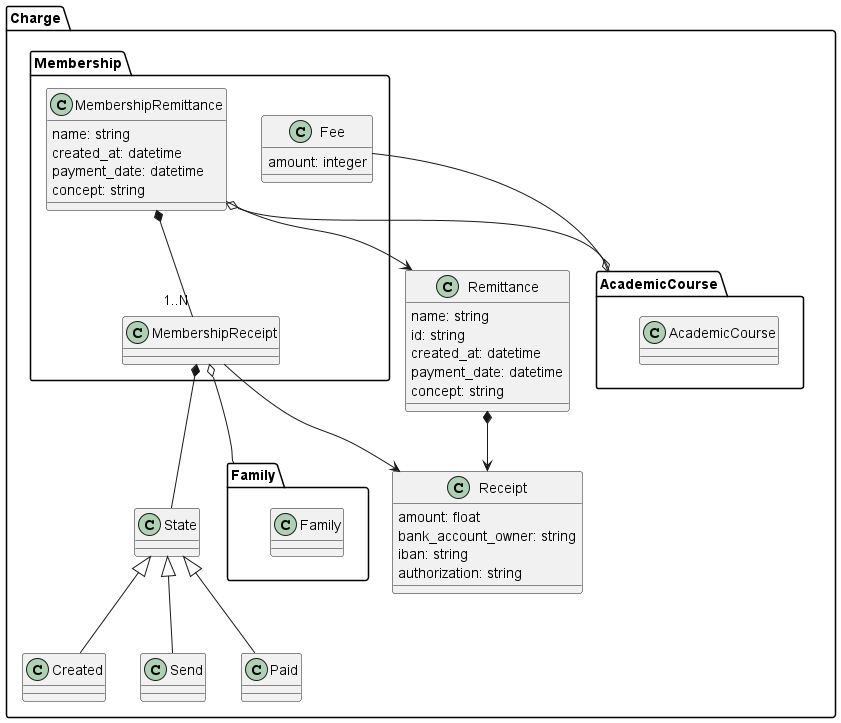 Charge
Membership
C MembershipRemittance
name: string
created_at: datetime
payment_date: datetime
concept: string
C Fee
amount: integer
C Remittance
name: string
id: string
created_at: datetime
payment_date: datetime
concept: string
AcademicCourse
C AcademicCourse
1..N
C MembershipReceipt
Family
C Family
C Receipt
amount: float
bank_account_owner: string
iban: string
authorization: string
C State
C Created
C Send
C Paid